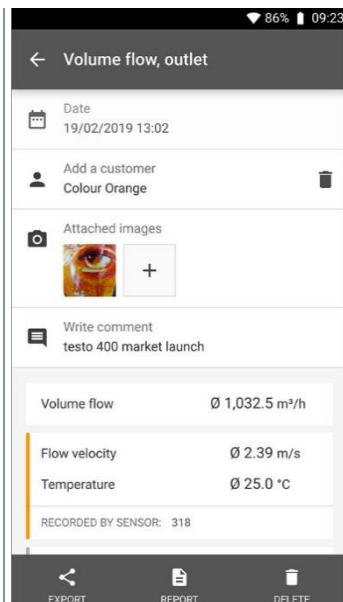 86% 09:23
Volume flow, outlet
Date
19/02/2019 13:02
Add a customer
Colour Orange
Attached images
+
Write comment
testo 400 market launch
Volume flow Ø 1,032.5 m³/h
Flow velocity Ø 2.39 m/s
Temperature Ø 25.0 °C
RECORDED BY SENSOR: 318
EXPORT REPORT DELETE